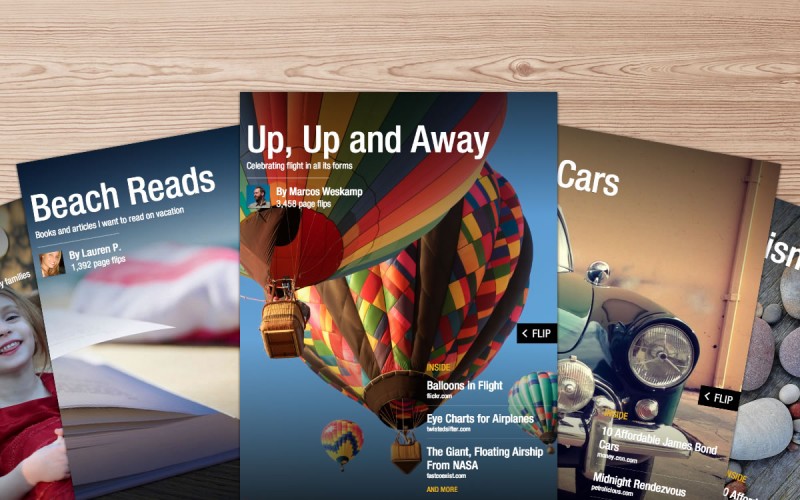 y families
Beach Reads
Books and articles I want to read on vacation
By Lauren P.
1,392 page flips
Up, Up and Away
Celebrating flight in all its forms
By Marcos Weskamp
3,458 page flips
FLIP
INSIDE
Balloons in Flight
flickr.com
Eye Charts for Airplanes
twistedsifter.com
The Giant, Floating Airship
From NASA
fastcoexist.com
AND MORE
Cars
FLIP
INSIDE
10 Affordable James Bond
Cars
money.cnn.com
Midnight Rendezvous
petrolicious.com
ism
NSIDE